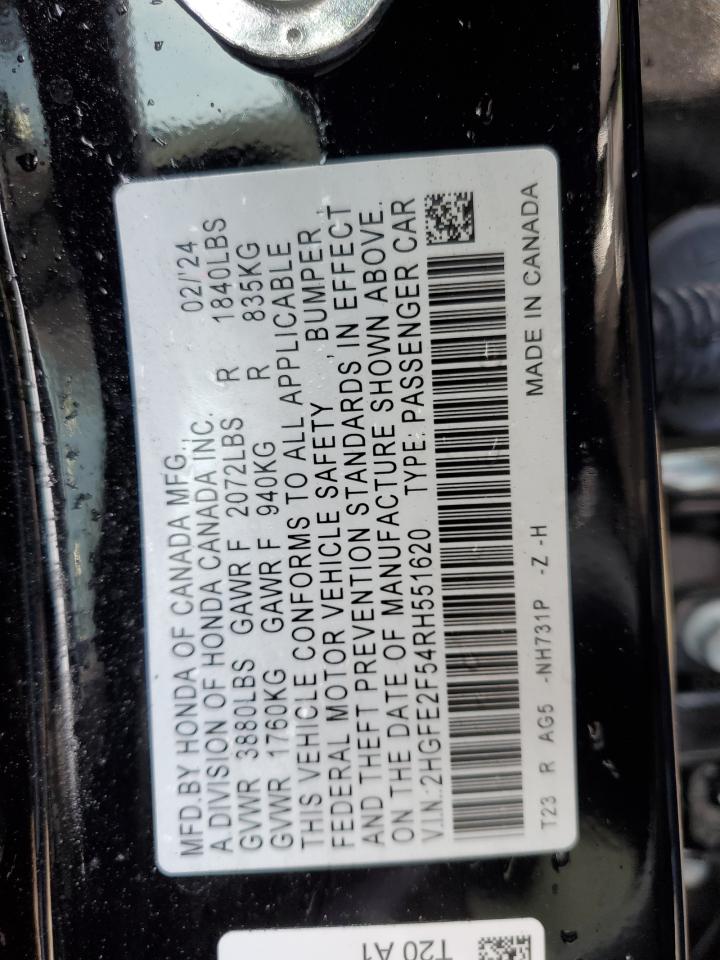 MFD.BY HONDA OF CANADA MFG.,
A DIVISION OF HONDA CANADA INC. 02/'24
GVWR 3880LBS GAWR F 2072LBS R 1840LBS
GVWR 1760KG GAWR F 940KG R 835KG
THIS VEHICLE CONFORMS TO ALL APPLICABLE
FEDERAL MOTOR VEHICLE SAFETY , BUMPER ,
AND THEFT PREVENTION STANDARDS IN EFFECT
ON THE DATE OF MANUFACTURE SHOWN ABOVE.
V.I.N.:2HGFE2F54RH551620 TYPE: PASSENGER CAR
T23 R AG5 -NH731P -Z -H MADE IN CANADA
T20 A1